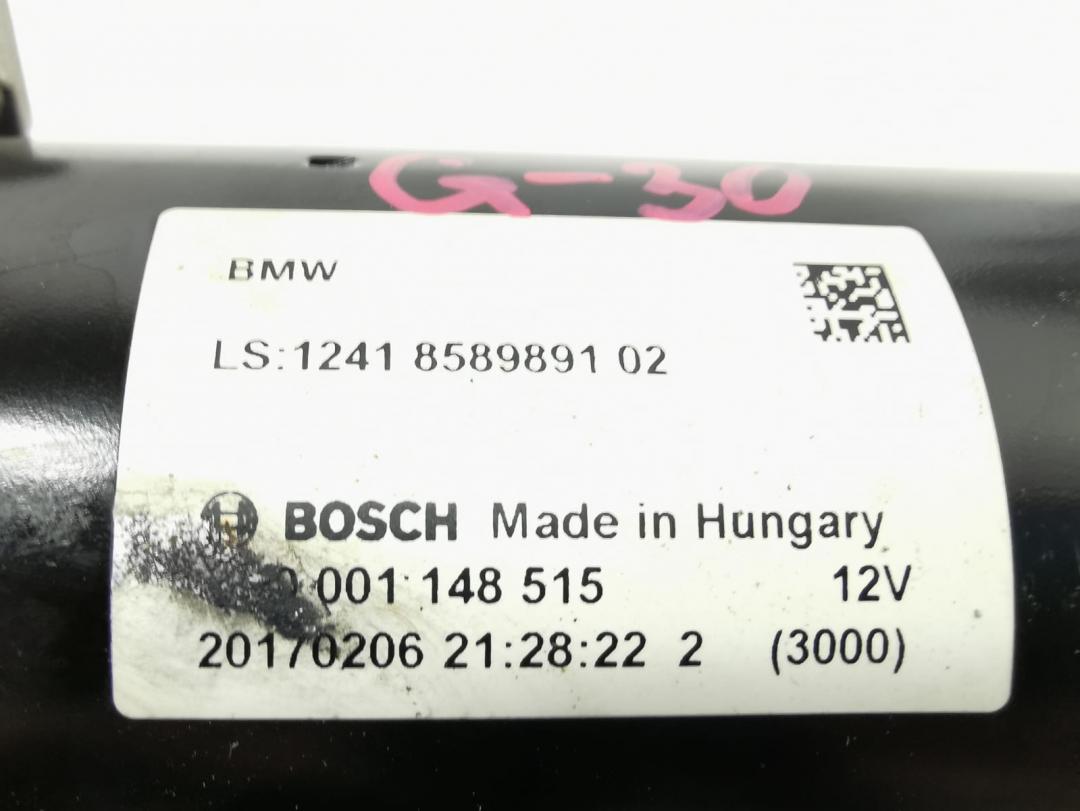 G-30
BMW
LS:1241 8589891 02
BOSCH Made in Hungary
0 001 148 515 12V
20170206 21:28:22 2 (3000)